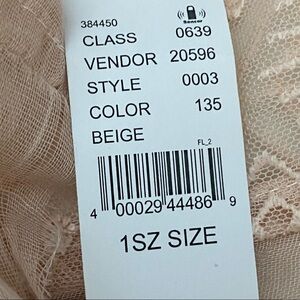 384450
Sensor
CLASS 0639
VENDOR 20596
STYLE 0003
COLOR 135
BEIGE
FL_2
4 00029 44486 9
1SZ SIZE